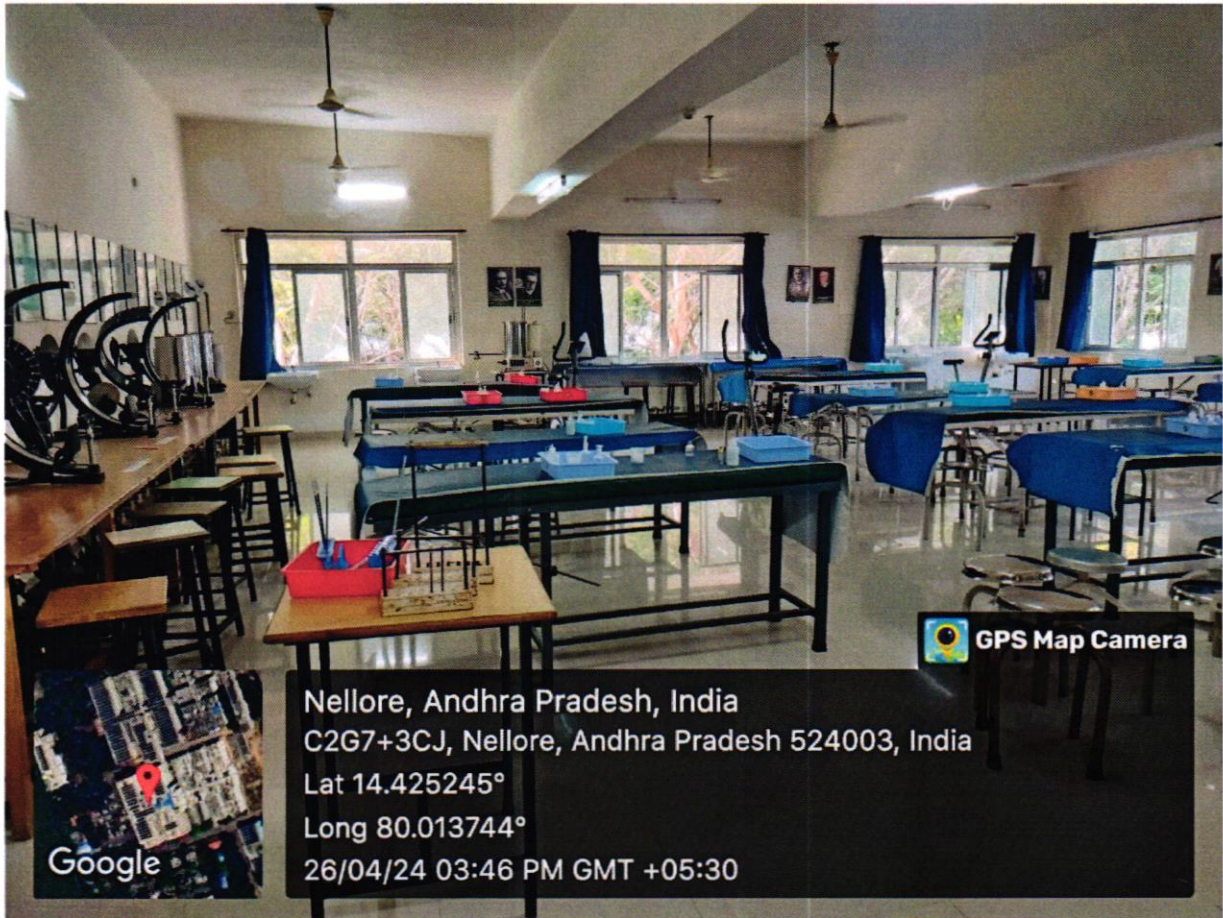 GPS Map Camera
Nellore, Andhra Pradesh, India
C2G7+3CJ, Nellore, Andhra Pradesh 524003, India
Lat 14.425245°
Long 80.013744°
26/04/24 03:46 PM GMT +05:30
Google